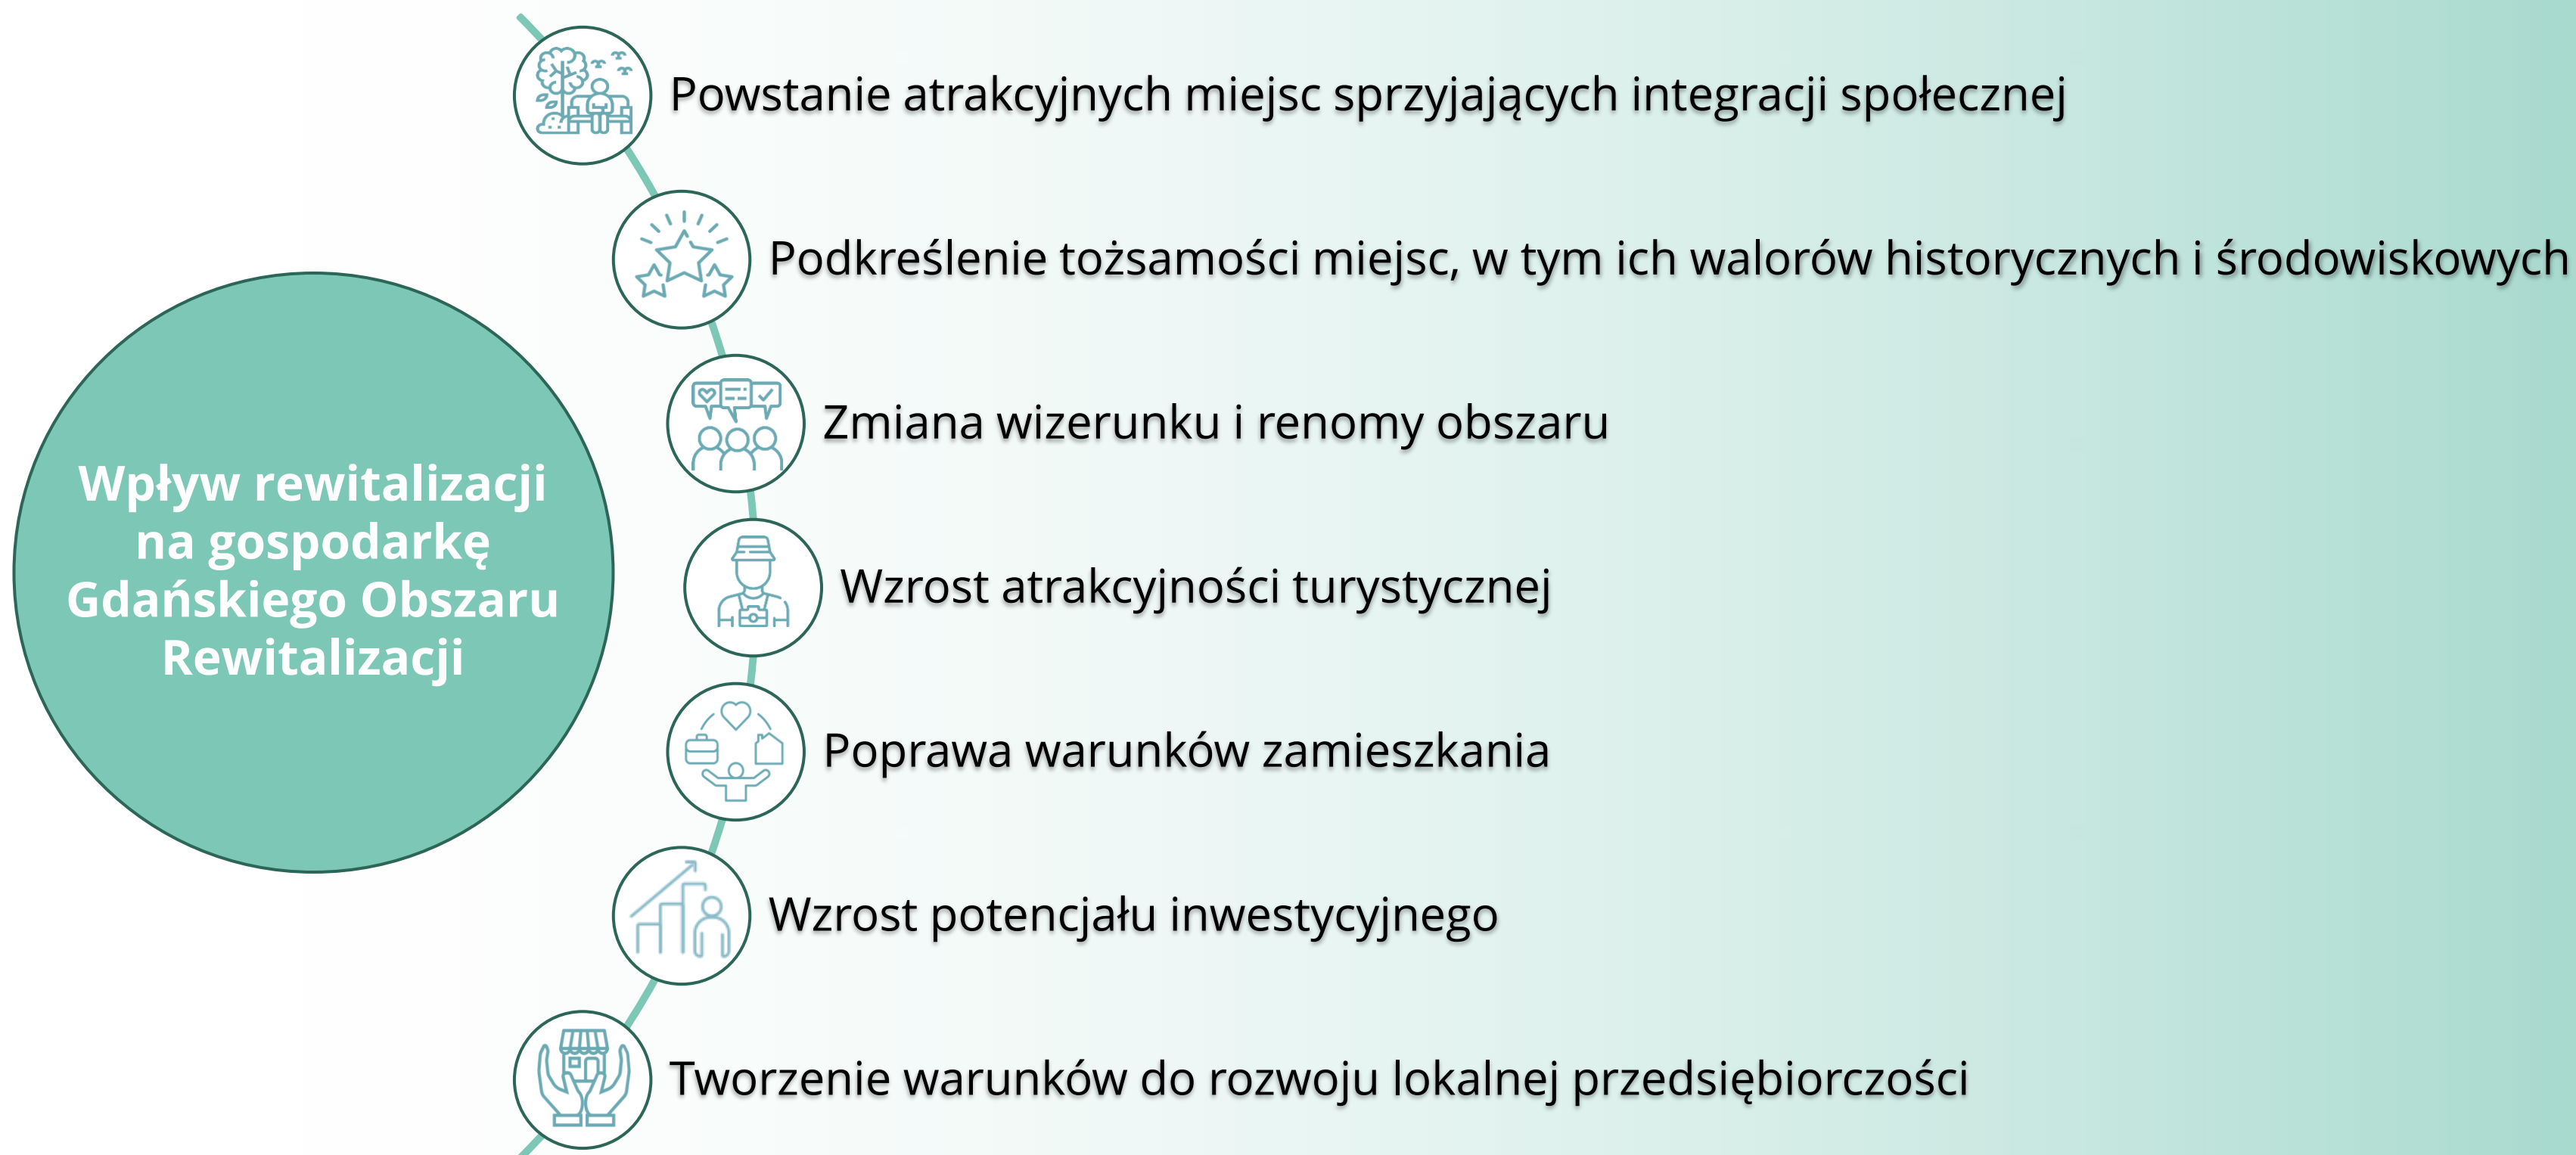 Powstanie atrakcyjnych miejsc sprzyjających integracji społecznej
Podkreślenie tożsamości miejsc, w tym ich walorów historycznych i środowiskowych
Zmiana wizerunku i renomy obszaru
Wpływ rewitalizacji
na gospodarkę
Gdańskiego Obszaru
Rewitalizacji
Wzrost atrakcyjności turystycznej
Poprawa warunków zamieszkania
Wzrost potencjału inwestycyjnego
Tworzenie warunków do rozwoju lokalnej przedsiębiorczości